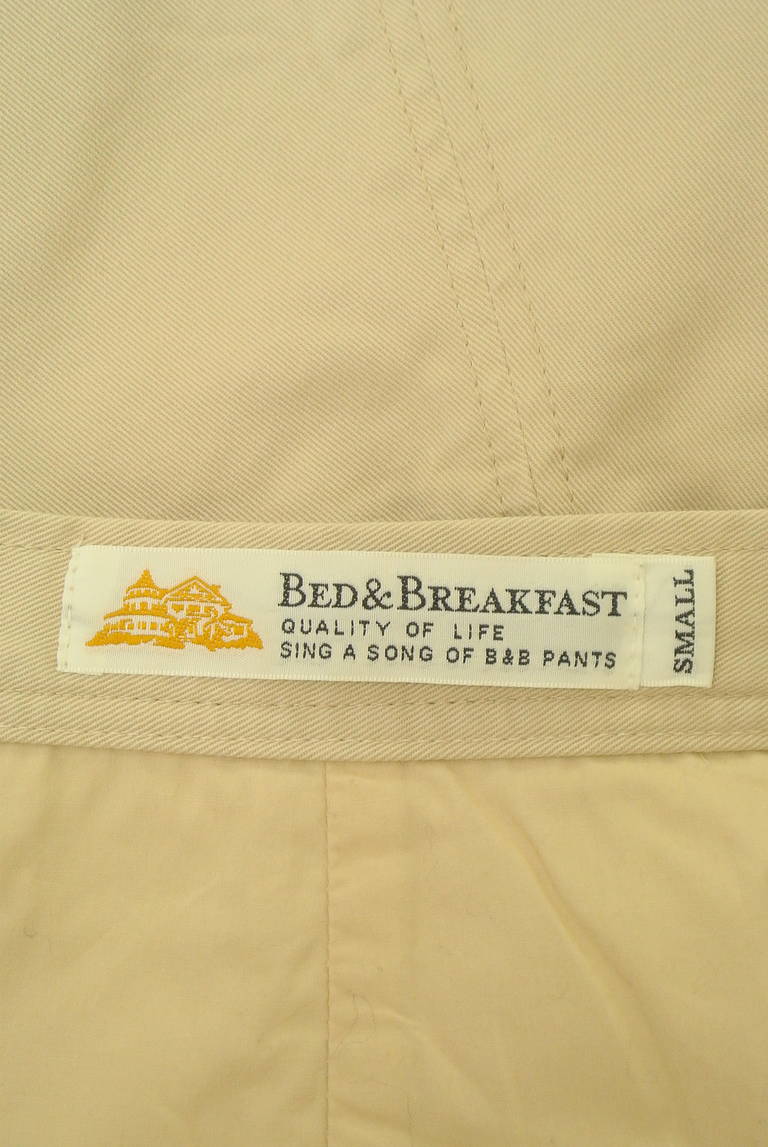 BED&BREAKFAST
QUALITY OF LIFE
SING A SONG OF B&B PANTS
SMALL